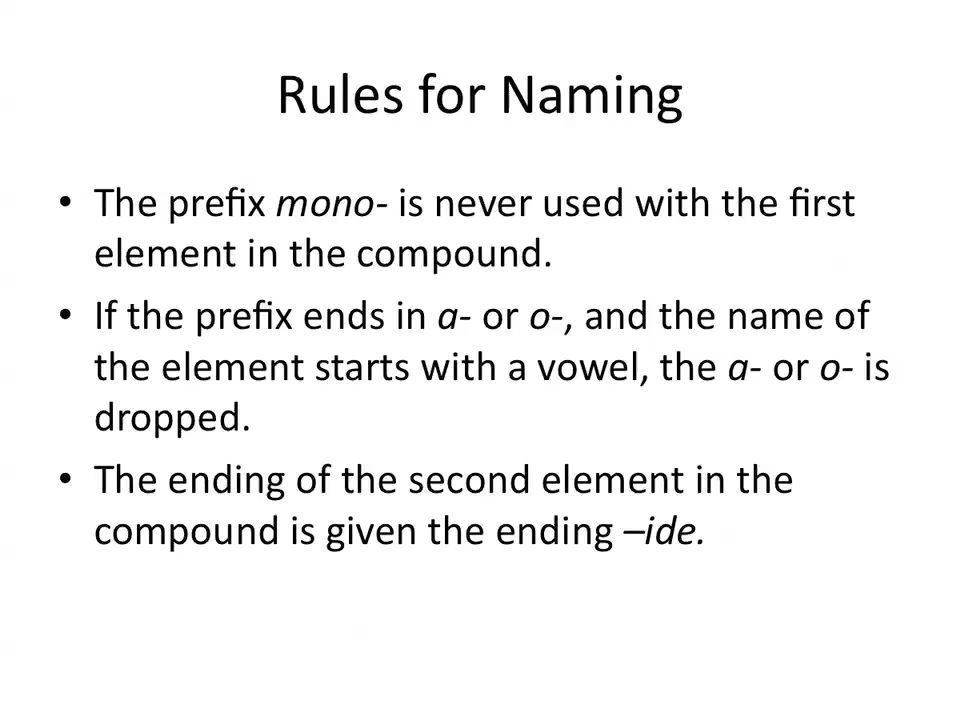 Rules for Naming
• The prefix mono- is never used with the first
element in the compound.
• If the prefix ends in a- or o-, and the name of
the element starts with a vowel, the a- or o- is
dropped.
• The ending of the second element in the
compound is given the ending –ide.